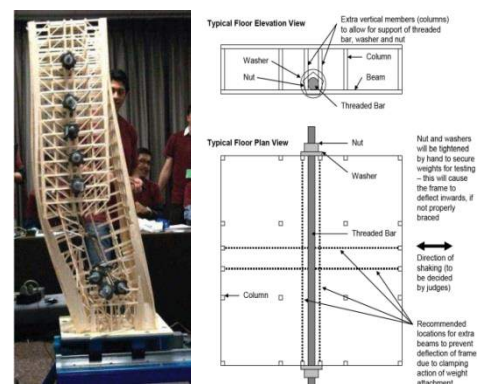 Typical Floor Elevation View
Extra vertical members (columns)
to allow for support of threaded
bar, washer and nut
Washer
Nut
Column
Beam
Threaded Bar
Typical Floor Plan View
Nut
Washer
Threaded Bar
Column
Nut and washers
will be tightened
by hand to secure
weights for testing
– this will cause
the frame to
deflect inwards, if
not properly
braced
Direction of
shaking (to
be decided
by judges)
Recommended
locations for extra
beams to prevent
deflection of frame
due to clamping
action of weight
attachment